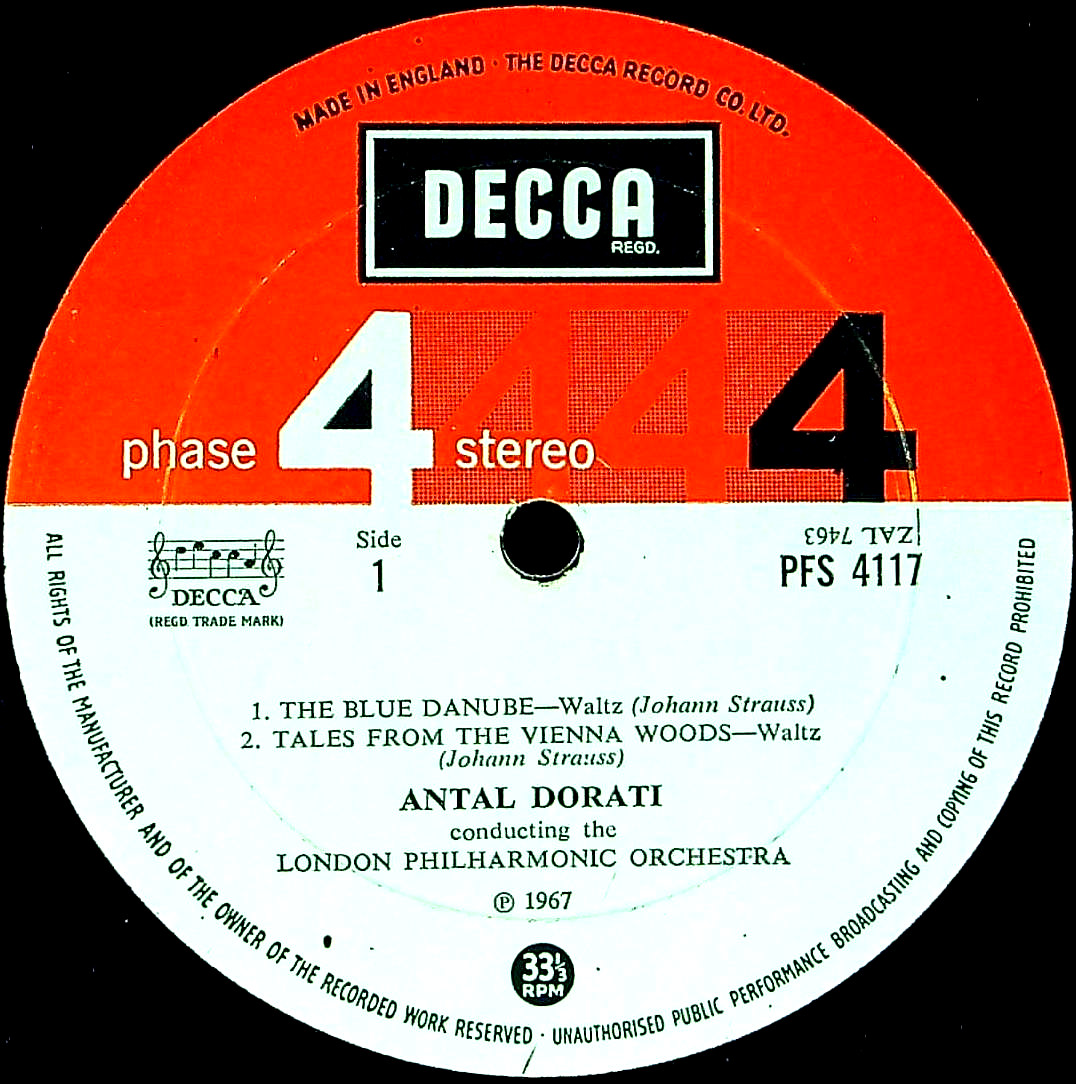 MADE IN ENGLAND · THE DECCA RECORD CO. LTD.
DECCA
REGD.
phase 4 stereo 4 4 4
ZAL 7463
Side
1
PFS 4117
DECCA
(REGD. TRADE MARK)
1. THE BLUE DANUBE—Waltz (Johann Strauss)
2. TALES FROM THE VIENNA WOODS—Waltz
(Johann Strauss)
ANTAL DORATI
conducting the
LONDON PHILHARMONIC ORCHESTRA
℗ 1967
33⅓
RPM
ALL RIGHTS OF THE MANUFACTURER AND OF THE OWNER OF THE RECORDED WORK RESERVED · UNAUTHORISED PUBLIC PERFORMANCE BROADCASTING AND COPYING OF THIS RECORD PROHIBITED